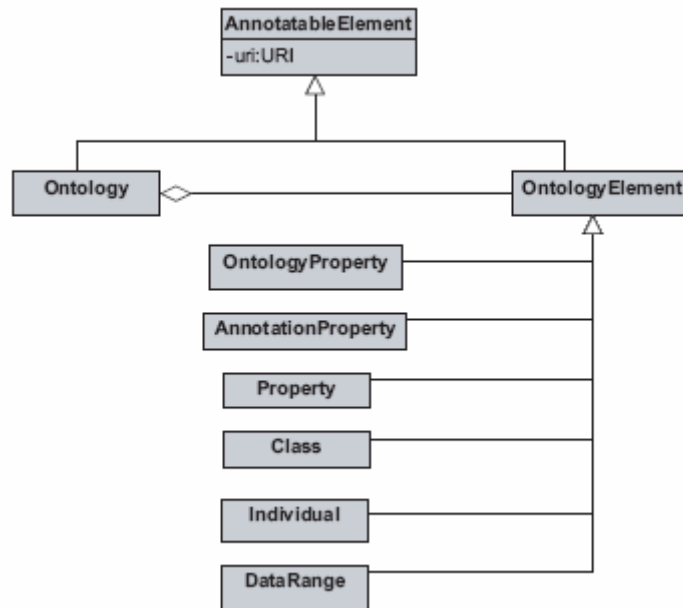 AnnotatableElement
-uri:URI
Ontology
OntologyElement
OntologyProperty
AnnotationProperty
Property
Class
Individual
DataRange